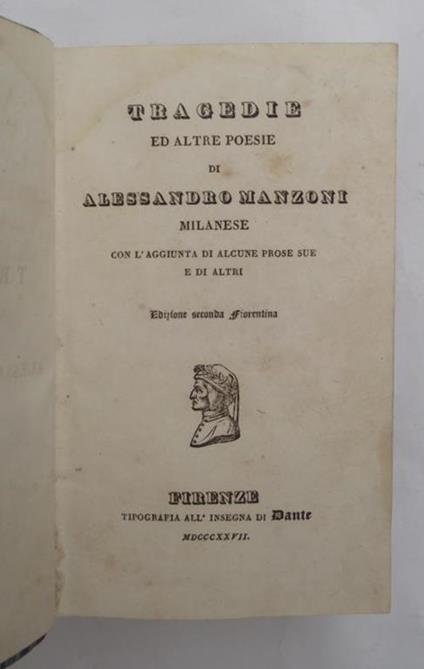 TRAGEDIE
ED ALTRE POESIE
DI
ALESSANDRO MANZONI
MILANESE
CON L'AGGIUNTA DI ALCUNE PROSE SUE
E DI ALTRI
Edizione seconda Fiorentina
FIRENZE
TIPOGRAFIA ALL' INSEGNA DI Dante
MDCCCXXVII.